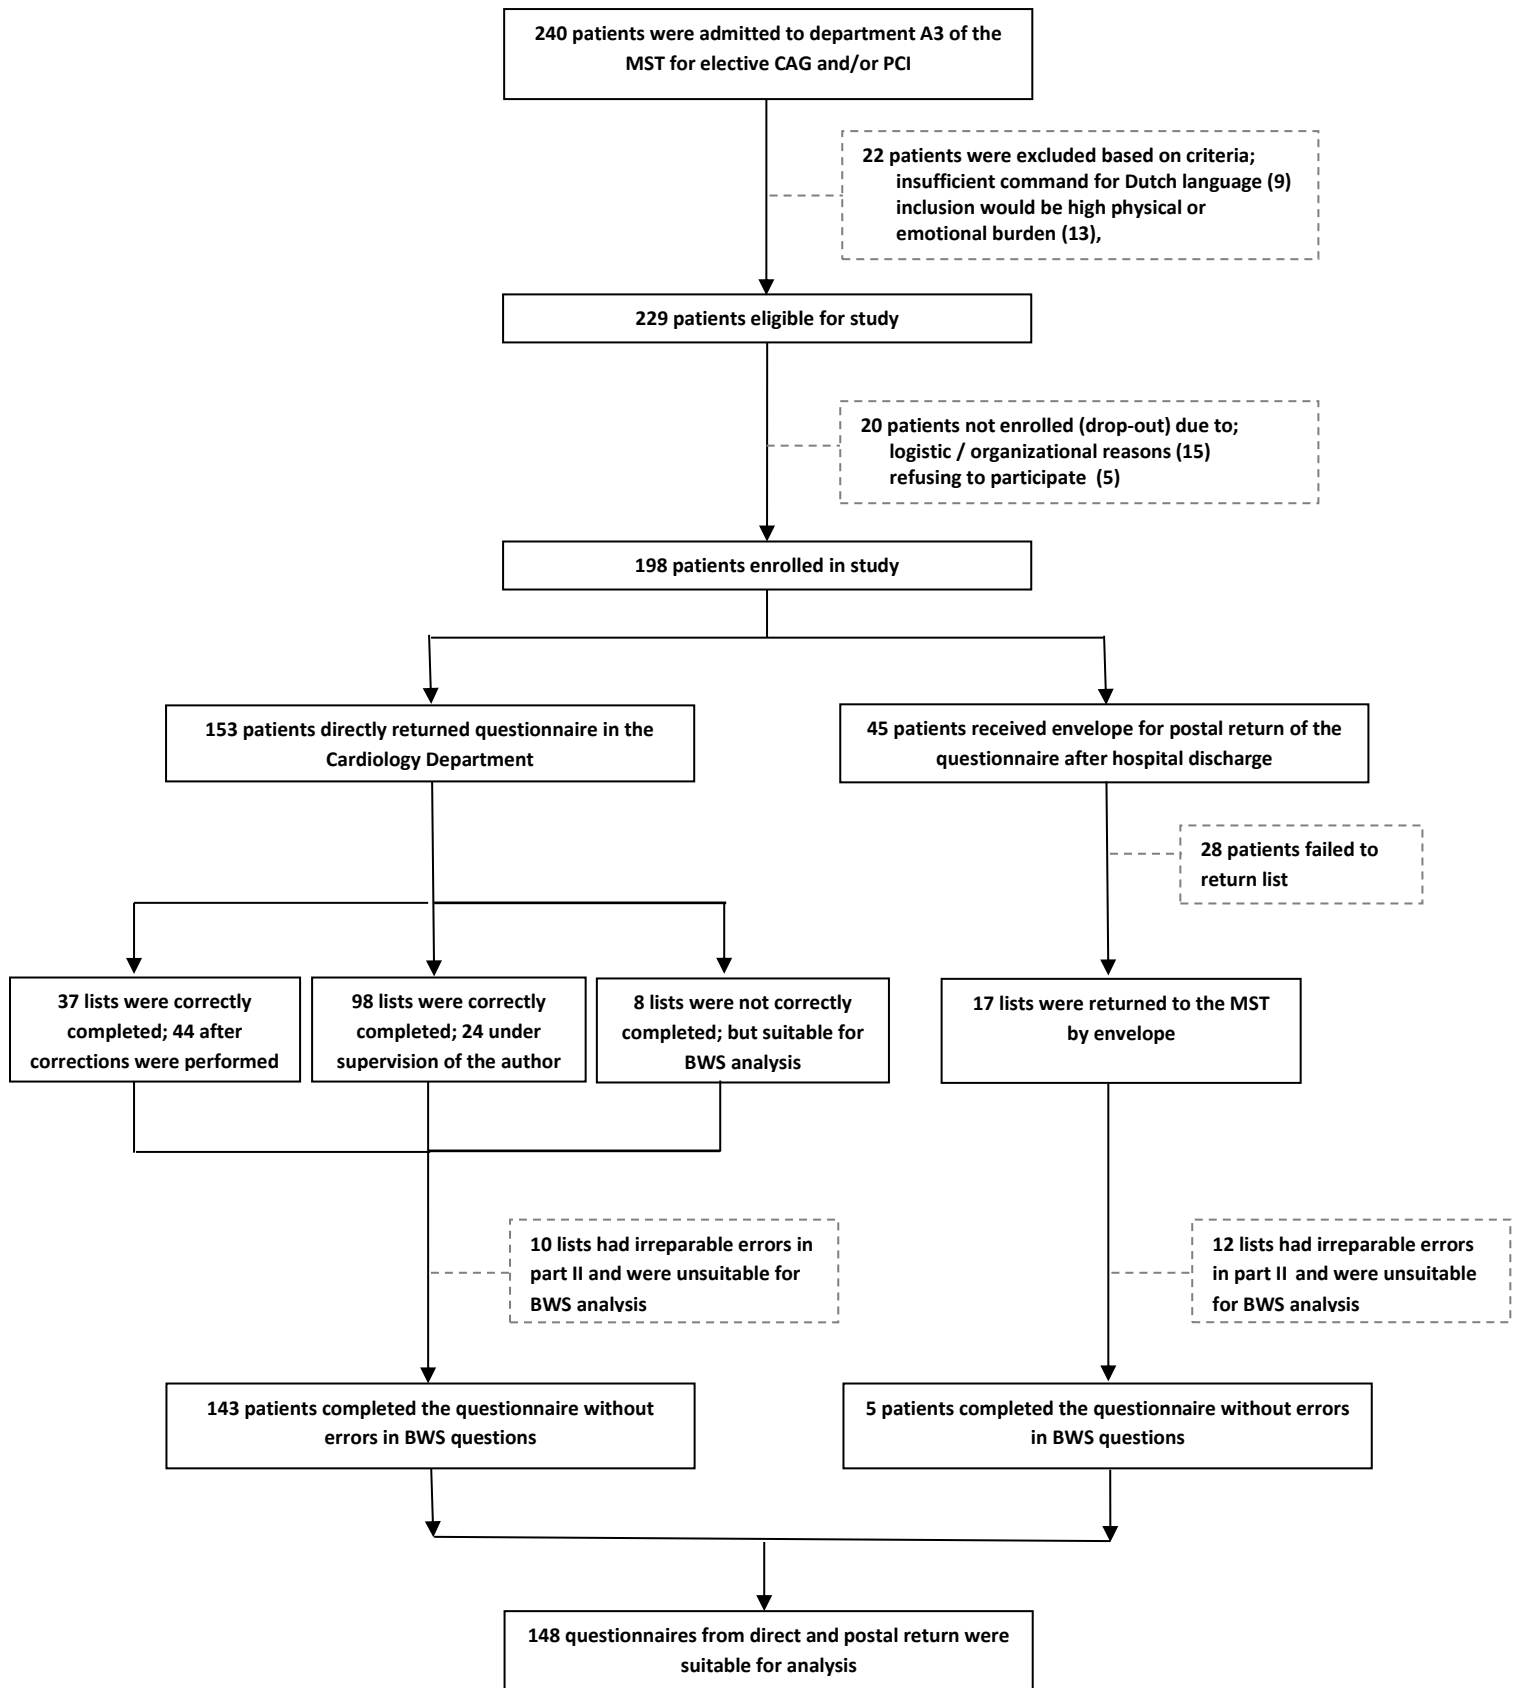 240 patients were admitted to department A3 of the
MST for elective CAG and/or PCI
22 patients were excluded based on criteria;
insufficient command for Dutch language (9)
inclusion would be high physical or
emotional burden (13),
229 patients eligible for study
20 patients not enrolled (drop-out) due to;
logistic / organizational reasons (15)
refusing to participate (5)
198 patients enrolled in study
153 patients directly returned questionnaire in the
Cardiology Department
45 patients received envelope for postal return of the
questionnaire after hospital discharge
28 patients failed to
return list
37 lists were correctly
completed; 44 after
corrections were performed
98 lists were correctly
completed; 24 under
supervision of the author
8 lists were not correctly
completed; but suitable for
BWS analysis
17 lists were returned to the MST
by envelope
10 lists had irreparable errors in
part II and were unsuitable for
BWS analysis
12 lists had irreparable errors
in part II and were unsuitable
for BWS analysis
143 patients completed the questionnaire without
errors in BWS questions
5 patients completed the questionnaire without errors
in BWS questions
148 questionnaires from direct and postal return were
suitable for analysis